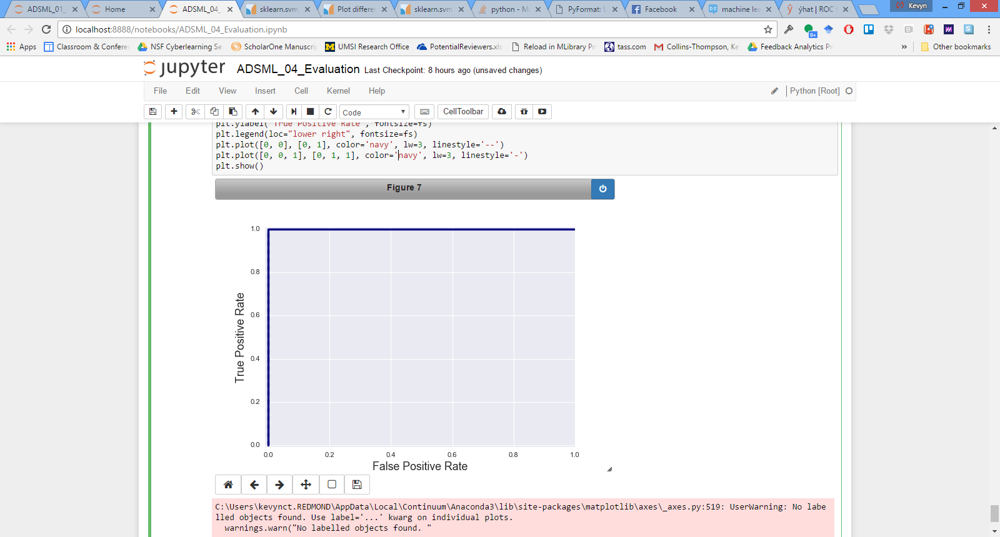 ADSML_01_
Home
ADSML_04_
sklearn.svm.
Plot differe
sklearn.svm
python - M
PyFormat: U
Facebook
machine le
ŷhat | ROC
Kevyn
localhost:8888/notebooks/ADSML_04_Evaluation.ipynb
9+
Apps
Classroom & Confere
NSF Cyberlearning Se
ScholarOne Manuscri
UMSI Research Office
PotentialReviewers.xls
Reload in MLibrary Pr
tass.com
Collins-Thompson, Ke
Feedback Analytics Pr
»
Other bookmarks
jupyter
ADSML_04_Evaluation Last Checkpoint: 8 hours ago (unsaved changes)
File Edit View Insert Cell Kernel Help
Python [Root]
Code
CellToolbar
plt.ylabel('True Positive Rate', fontsize=fs)
plt.legend(loc="lower right", fontsize=fs)
plt.plot([0, 0], [0, 1], color='navy', lw=3, linestyle='--')
plt.plot([0, 0, 1], [0, 1, 1], color='navy', lw=3, linestyle='-')
plt.show()
Figure 7
1.0
0.8
0.6
0.4
0.2
0.0
True Positive Rate
0.0 0.2 0.4 0.6 0.8 1.0
False Positive Rate
C:\Users\kevynct.REDMOND\AppData\Local\Continuum\Anaconda3\lib\site-packages\matplotlib\axes\_axes.py:519: UserWarning: No labe
lled objects found. Use label='...' kwarg on individual plots.
warnings.warn("No labelled objects found. "